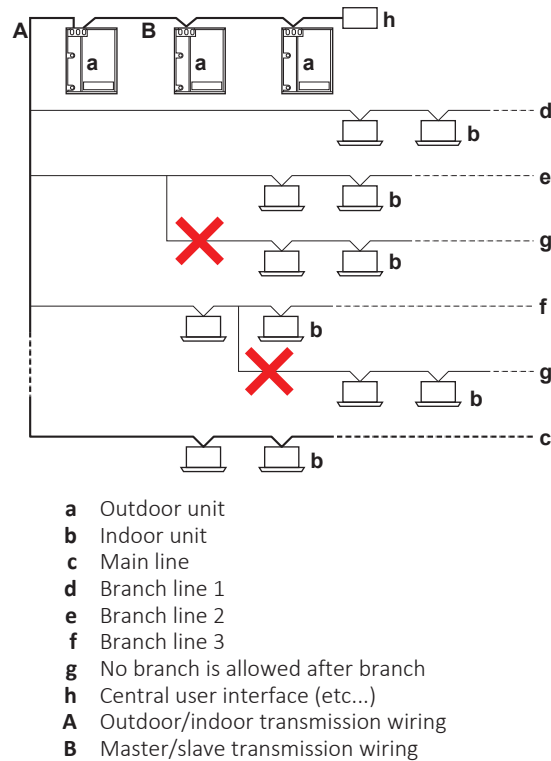 A
B
h
a
a
a
d
b
e
b
g
b
f
b
g
b
c
b
a Outdoor unit
b Indoor unit
c Main line
d Branch line 1
e Branch line 2
f Branch line 3
g No branch is allowed after branch
h Central user interface (etc...)
A Outdoor/indoor transmission wiring
B Master/slave transmission wiring